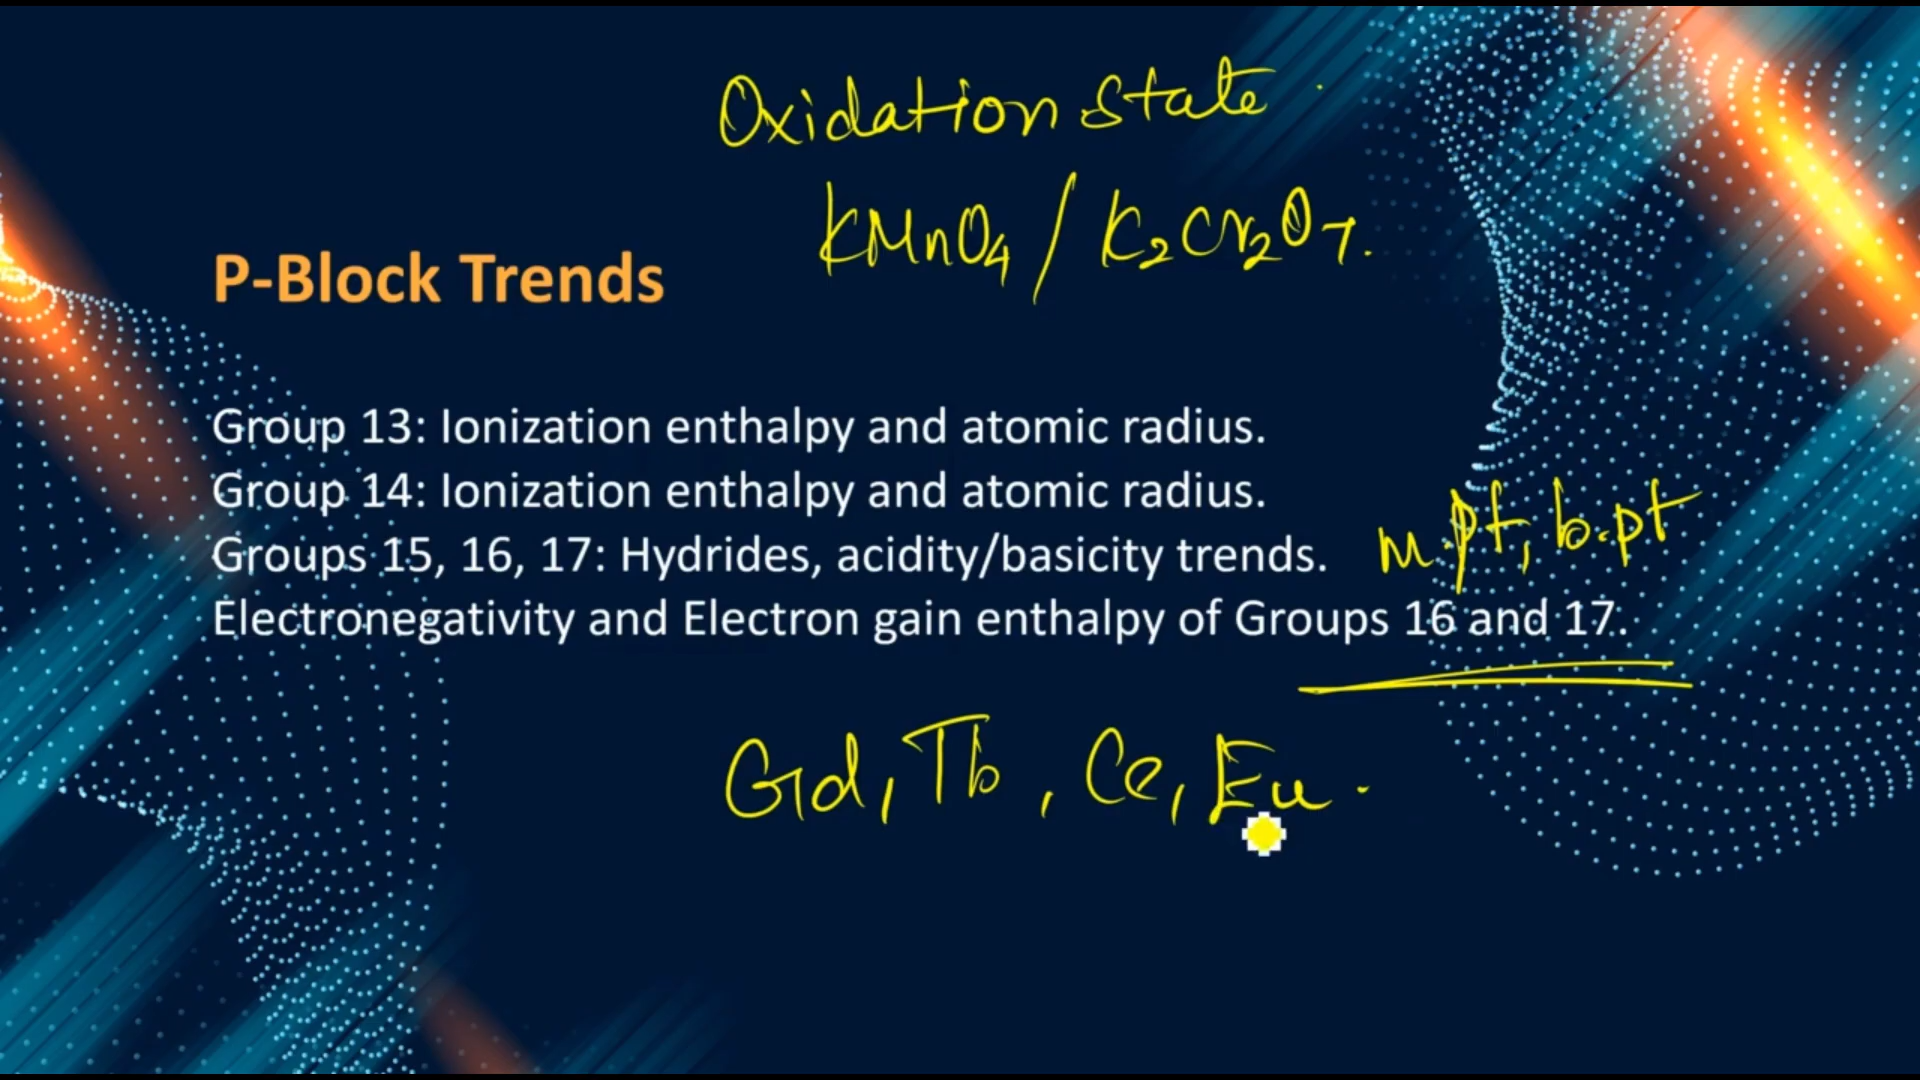 Oxidation State.
KMnO4 / K2Cr2O7.
P-Block Trends
Group 13: Ionization enthalpy and atomic radius.
Group 14: Ionization enthalpy and atomic radius.
Groups 15, 16, 17: Hydrides, acidity/basicity trends. m.pt, b.pt
Electronegativity and Electron gain enthalpy of Groups 16 and 17.
Gd, Tb, Ce, Eu.